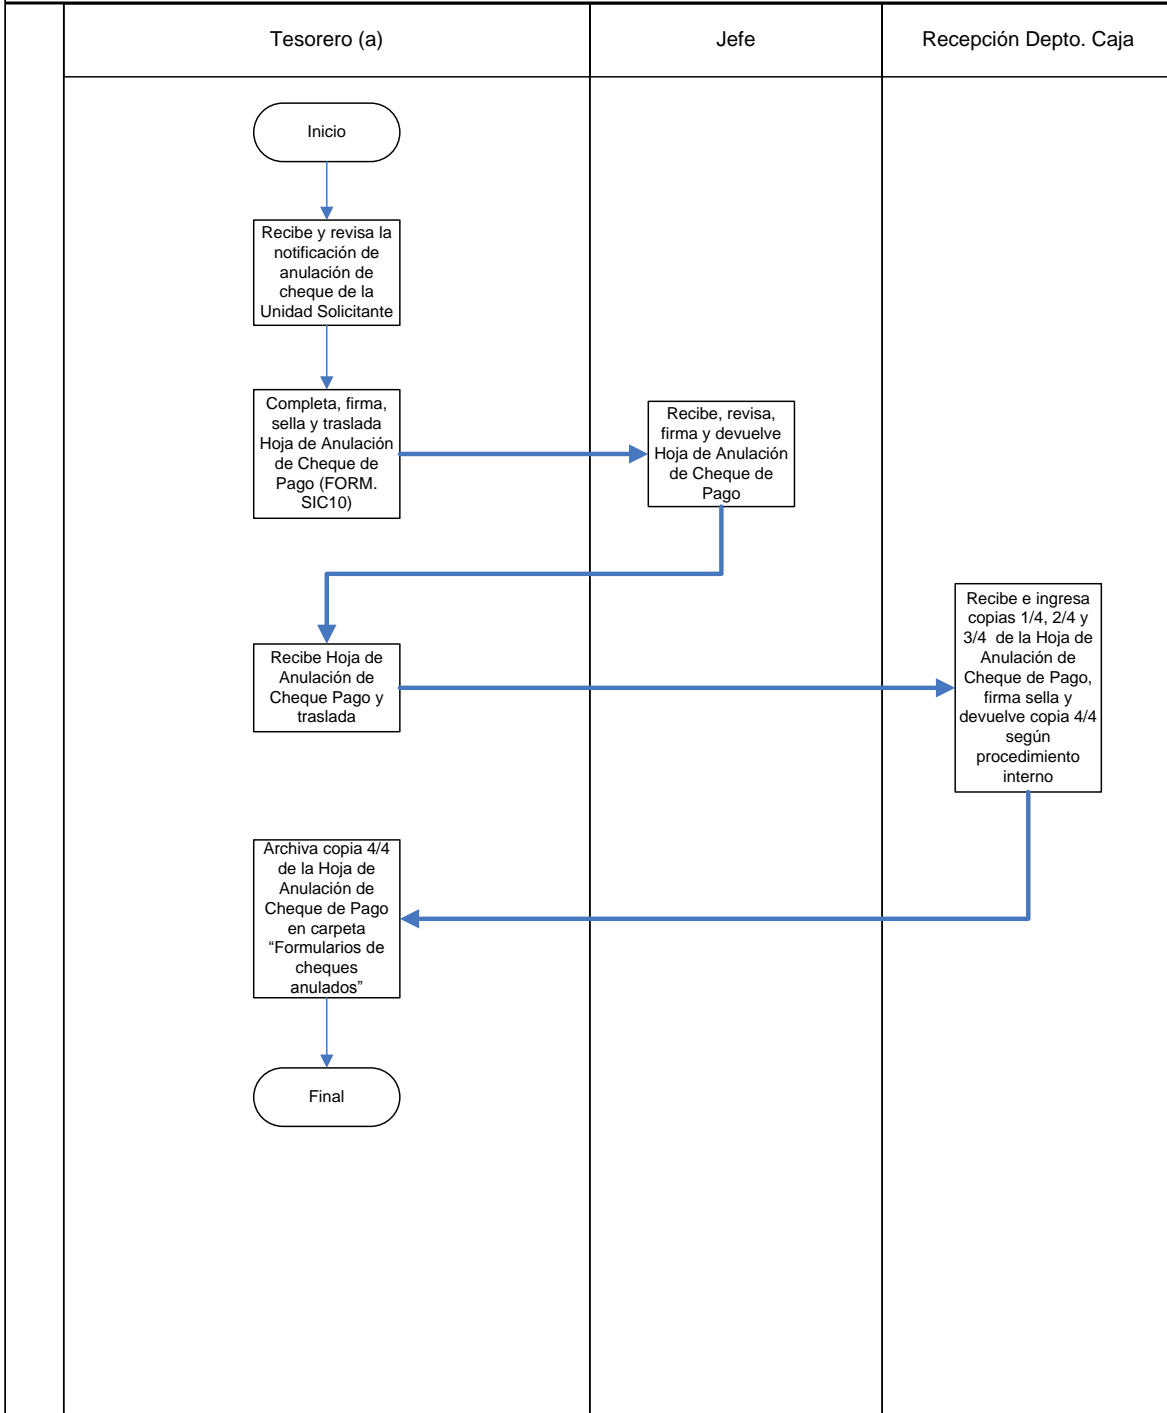 Tesorero (a)
Jefe
Recepción Depto. Caja
Inicio
Recibe y revisa la
notificación de
anulación de
cheque de la
Unidad Solicitante
Completa, firma,
sella y traslada
Hoja de Anulación
de Cheque de
Pago (FORM.
SIC10)
Recibe, revisa,
firma y devuelve
Hoja de Anulación
de Cheque de
Pago
Recibe Hoja de
Anulación de
Cheque Pago y
traslada
Recibe e ingresa
copias 1/4, 2/4 y
3/4 de la Hoja de
Anulación de
Cheque de Pago,
firma sella y
devuelve copia 4/4
según
procedimiento
interno
Archiva copia 4/4
de la Hoja de
Anulación de
Cheque de Pago
en carpeta
“Formularios de
cheques
anulados”
Final